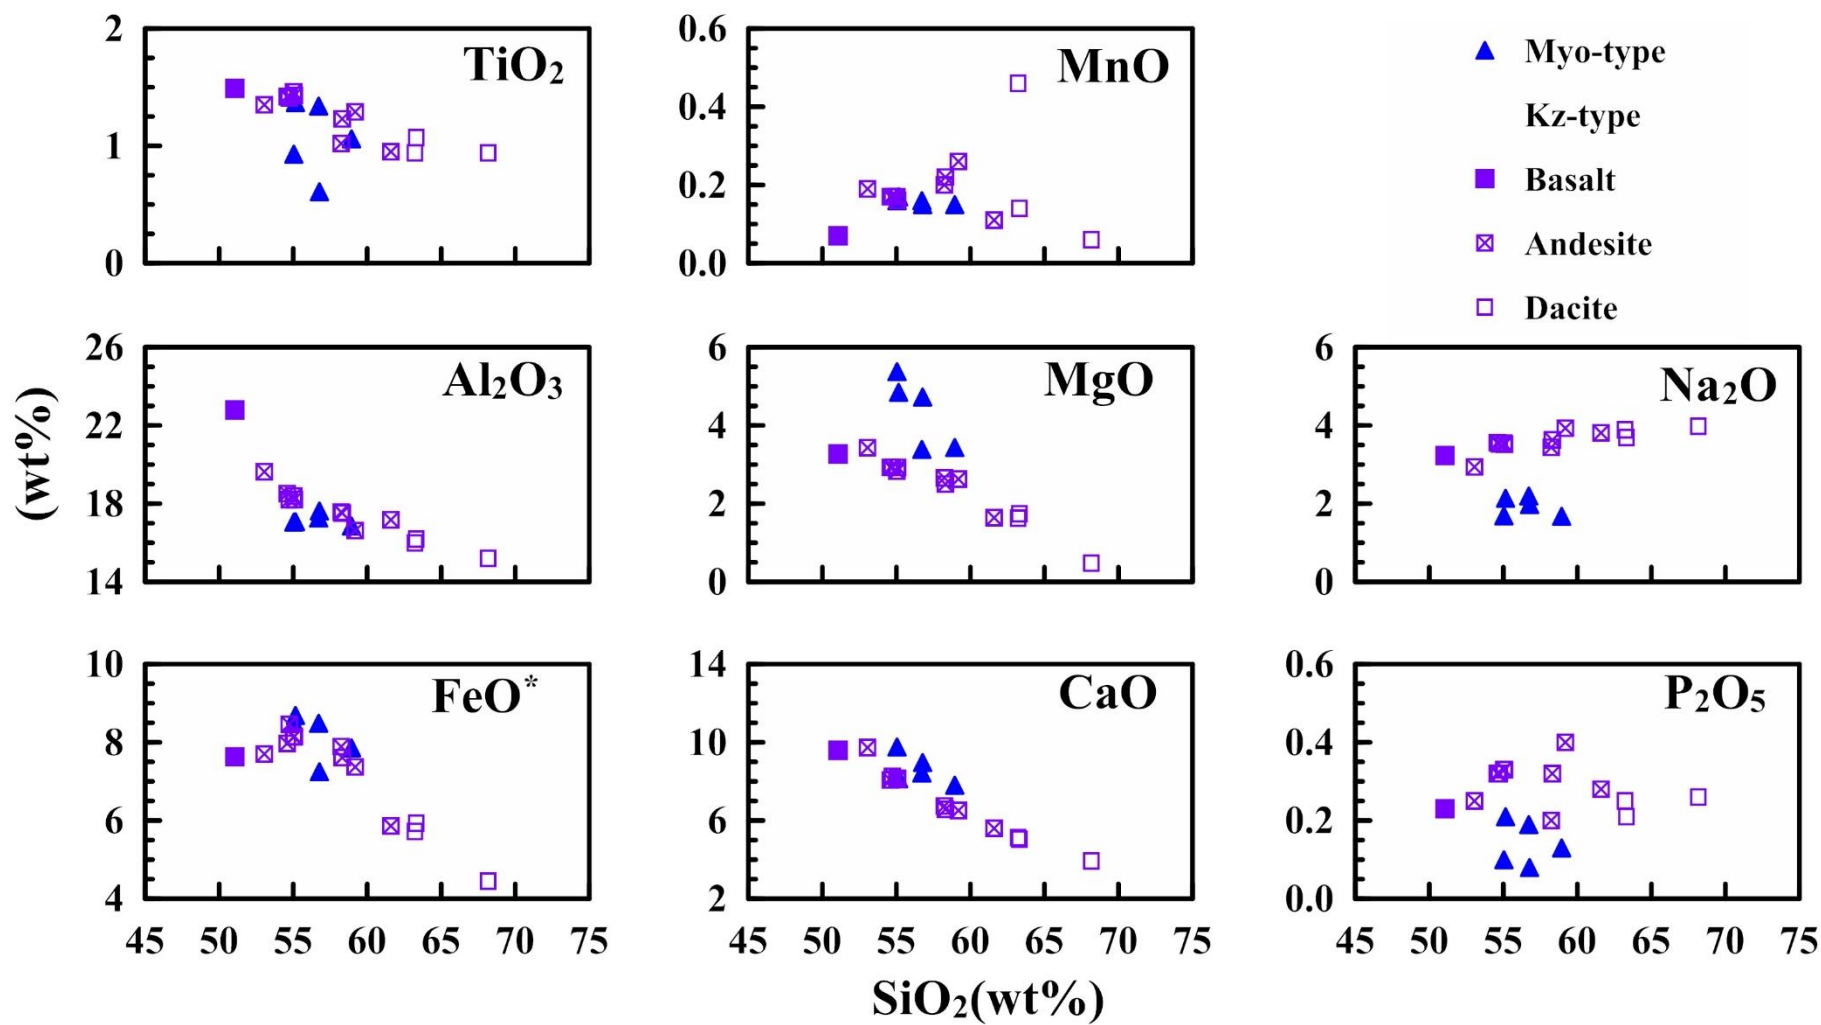 2
1
0
TiO₂
0.6
0.4
0.2
0.0
MnO
Myo-type
Kz-type
Basalt
Andesite
Dacite
(wt%)
26
22
18
14
Al₂O₃
6
4
2
0
MgO
6
4
2
0
Na₂O
10
8
6
4
FeO*
45 50 55 60 65 70 75
14
10
6
2
CaO
45 50 55 60 65 70 75
0.6
0.4
0.2
0.0
P₂O₅
45 50 55 60 65 70 75
SiO₂(wt%)